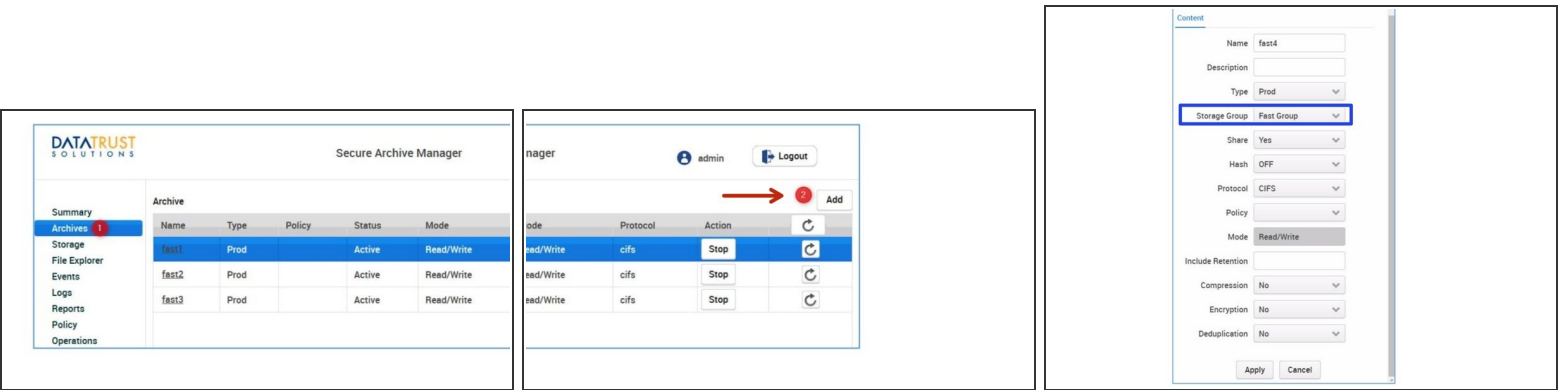 DATATRUST
SOLUTIONS
Secure Archive Manager
Summary
Archives 1
Storage
File Explorer
Events
Logs
Reports
Policy
Operations
Archive
Name Type Policy Status Mode
fast1 Prod Active Read/Write
fast2 Prod Active Read/Write
fast3 Prod Active Read/Write
nager
admin
Logout
2 Add
ode Protocol Action
ead/Write cifs Stop
ead/Write cifs Stop
ead/Write cifs Stop
Content
Name fast4
Description
Type Prod
Storage Group Fast Group
Share Yes
Hash OFF
Protocol CIFS
Policy
Mode Read/Write
Include Retention
Compression No
Encryption No
Deduplication No
Apply Cancel